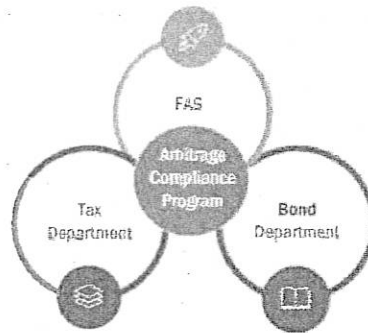 FAS
Arbitrage
Compliance
Program
Tax
Department
Bond
Department